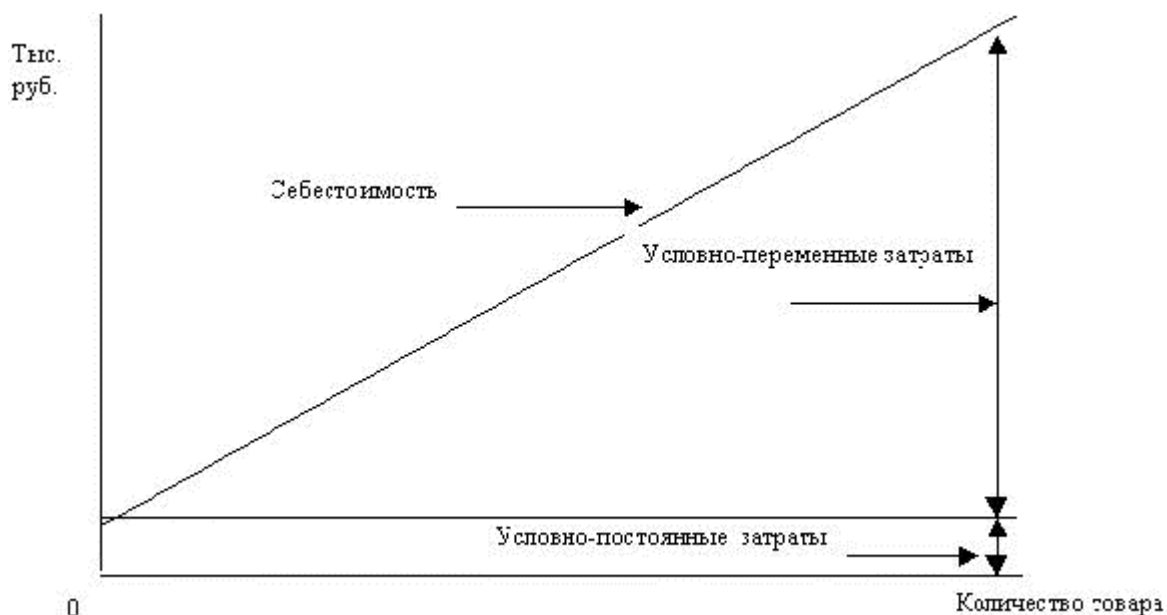 Тыс.
руб.
Себестоимость
Условно-переменные затраты
Условно-постоянные затраты
0
Количество товара